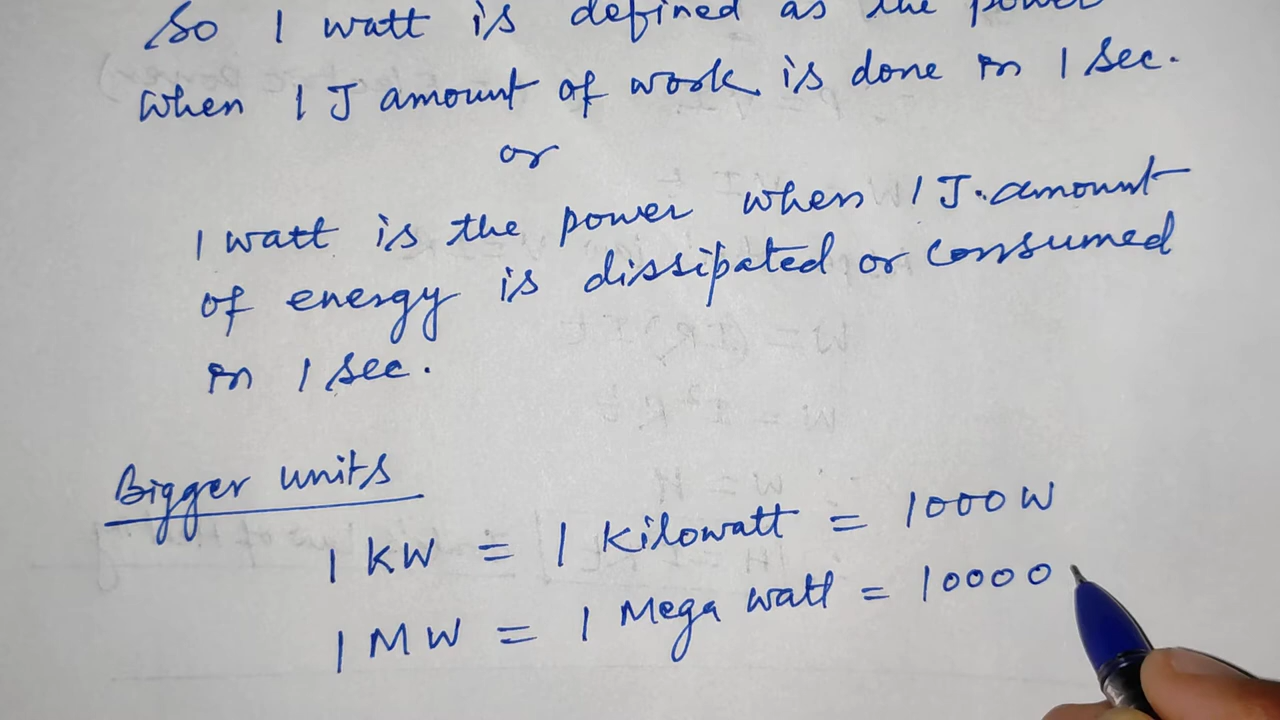 So 1 watt is defined as the power
when 1 J amount of work is done in 1 Sec.
or
1 watt is the power when 1 J. amount
of energy is dissipated or consumed
in 1 sec.
Bigger units
1 KW = 1 Kilowatt = 1000 W
1 MW = 1 Mega watt = 10000